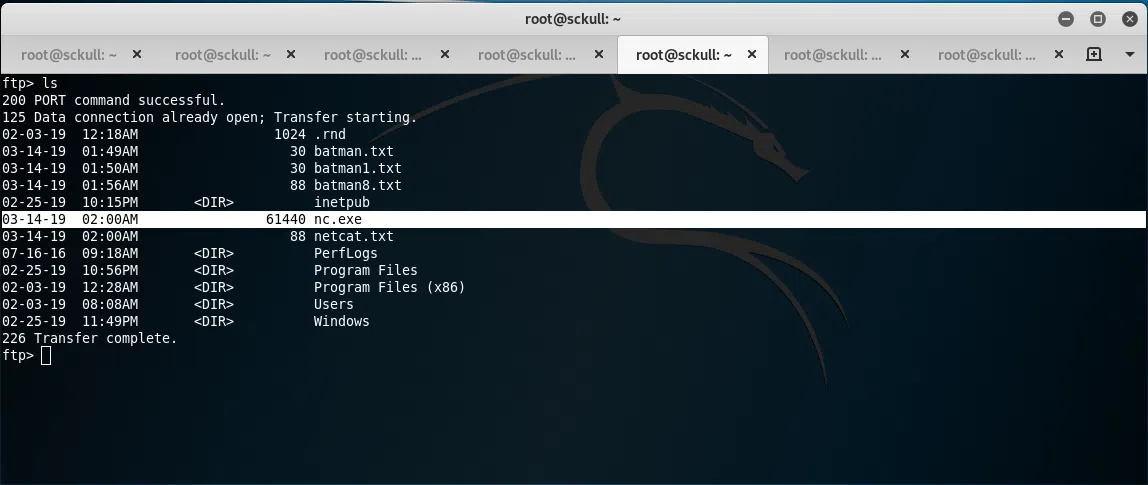 root@sckull: ~
root@sckull: ~ root@sckull: ~ root@sckull: ... root@sckull: ... root@sckull: ~ root@sckull: ... root@sckull: ...
ftp> ls
200 PORT command successful.
125 Data connection already open; Transfer starting.
02-03-19  12:18AM                 1024 .rnd
03-14-19  01:49AM                   30 batman.txt
03-14-19  01:50AM                   30 batman1.txt
03-14-19  01:56AM                   88 batman8.txt
02-25-19  10:15PM       <DIR>          inetpub
03-14-19  02:00AM                61440 nc.exe
03-14-19  02:00AM                   88 netcat.txt
07-16-16  09:18AM       <DIR>          PerfLogs
02-25-19  10:56PM       <DIR>          Program Files
02-03-19  12:28AM       <DIR>          Program Files (x86)
02-03-19  08:08AM       <DIR>          Users
02-25-19  11:49PM       <DIR>          Windows
226 Transfer complete.
ftp>